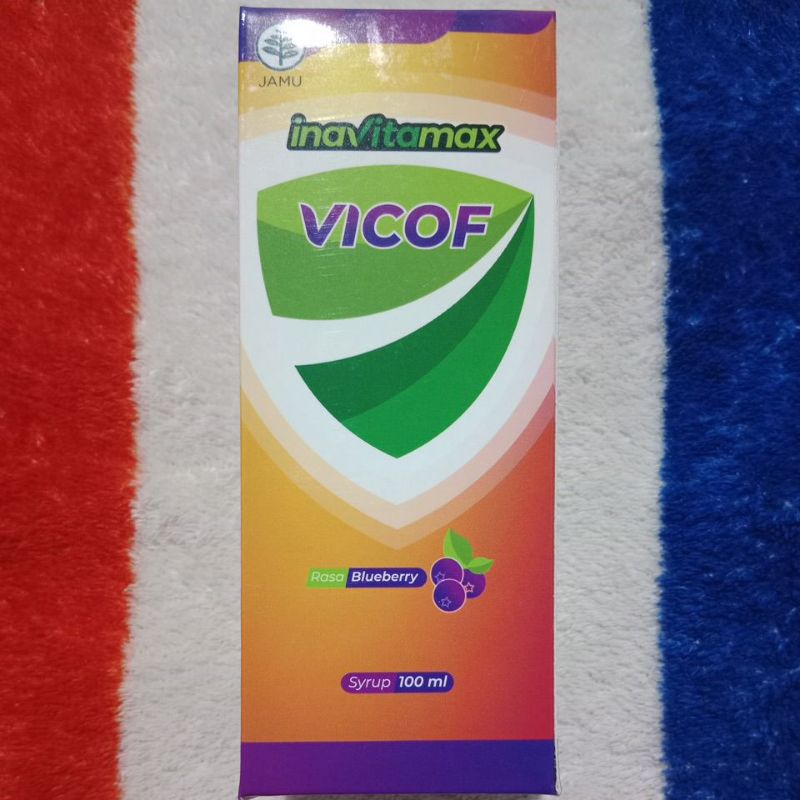 JAMU
inavitamax
VICOF
Rasa Blueberry
Syrup 100 ml